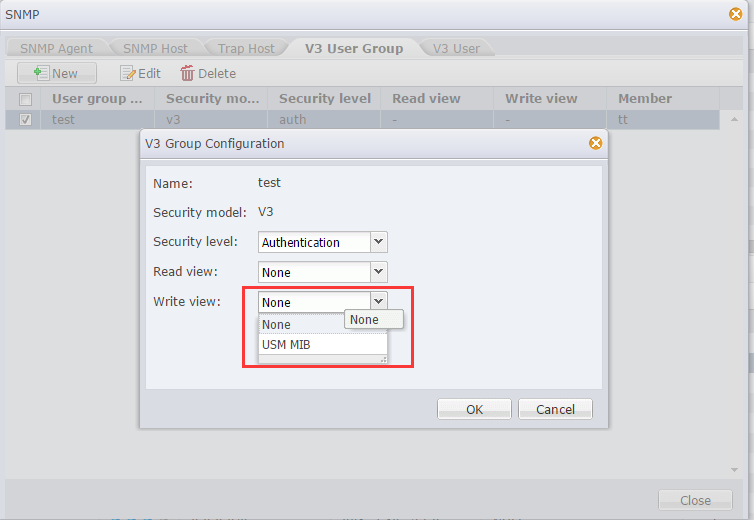 SNMP
SNMP Agent SNMP Host Trap Host V3 User Group V3 User
New Edit Delete
User group ... Security mo... Security level Read view Write view Member
test v3 auth - - tt
V3 Group Configuration
Name: test
Security model: V3
Security level: Authentication
Read view: None
Write view: None
None
None
USM MIB
OK Cancel
Close